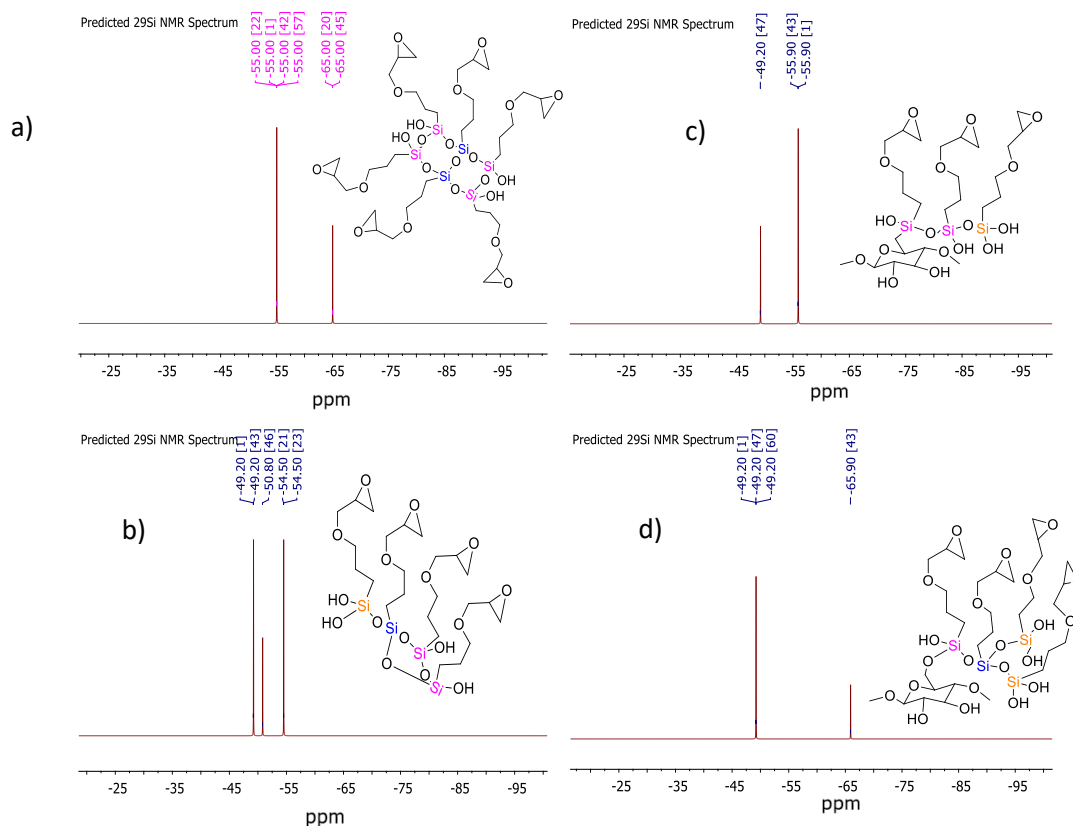 Predicted 29Si NMR Spectrum
-55.00 [22]
-55.00 [1]
-55.00 [42]
-55.00 [57]
-65.00 [20]
-65.00 [45]
a)
O O
O O O
O
HO Si
HO Si O Si O
O Si
Si O O
O Si O Si OH
OH
O O
O O
O
O
-25 -35 -45 -55 -65 -75 -85 -95
ppm
Predicted 29Si NMR Spectrum
-49.20 [47]
-55.90 [43]
-55.90 [1]
c)
O O O
O O O
HO Si O Si O Si OH
OH OH
O O
O HO OH
-25 -35 -45 -55 -65 -75 -85 -95
ppm
Predicted 29Si NMR Spectrum
-49.20 [1]
-49.20 [43]
-50.80 [46]
-54.50 [21]
-54.50 [23]
b)
O O
O O O
O O
O
HO Si
HO O Si O Si OH
O O
Si OH
-25 -35 -45 -55 -65 -75 -85 -95
ppm
Predicted 29Si NMR Spectrum
-49.20 [1]
-49.20 [47]
-49.20 [60]
-65.90 [43]
d)
O O O
O O O O
O
OH
HO Si O Si OH
O Si O OH
O Si OH
O O OH
O HO OH
-25 -35 -45 -55 -65 -75 -85 -95
ppm